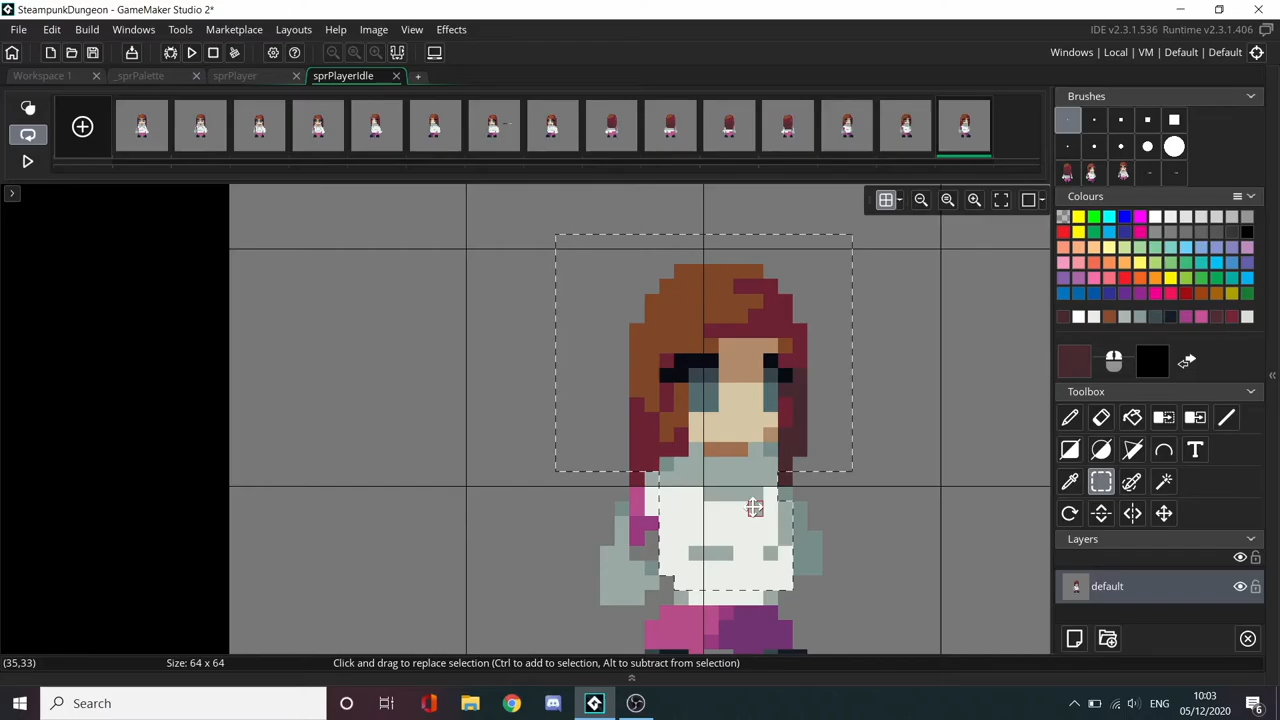 SteampunkDungeon - GameMaker Studio 2*
File Edit Build Windows Tools Marketplace Help Layouts Image View Effects
IDE v2.3.1.536 Runtime v2.3.1.406
Windows | Local | VM | Default | Default
Workspace 1 _sprPalette sprPlayer sprPlayerIdle
Brushes
Colours
Toolbox
T
Layers
default
(35,33) Size: 64 x 64 Click and drag to replace selection (Ctrl to add to selection, Alt to subtract from selection)
Search
ENG
10:03
05/12/2020
6